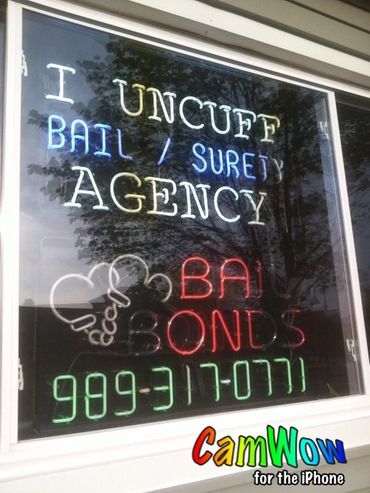 I UNCUFF
BAIL / SURETY
AGENCY
BAIL
BONDS
989-317-0771
CamWow
for the iPhone